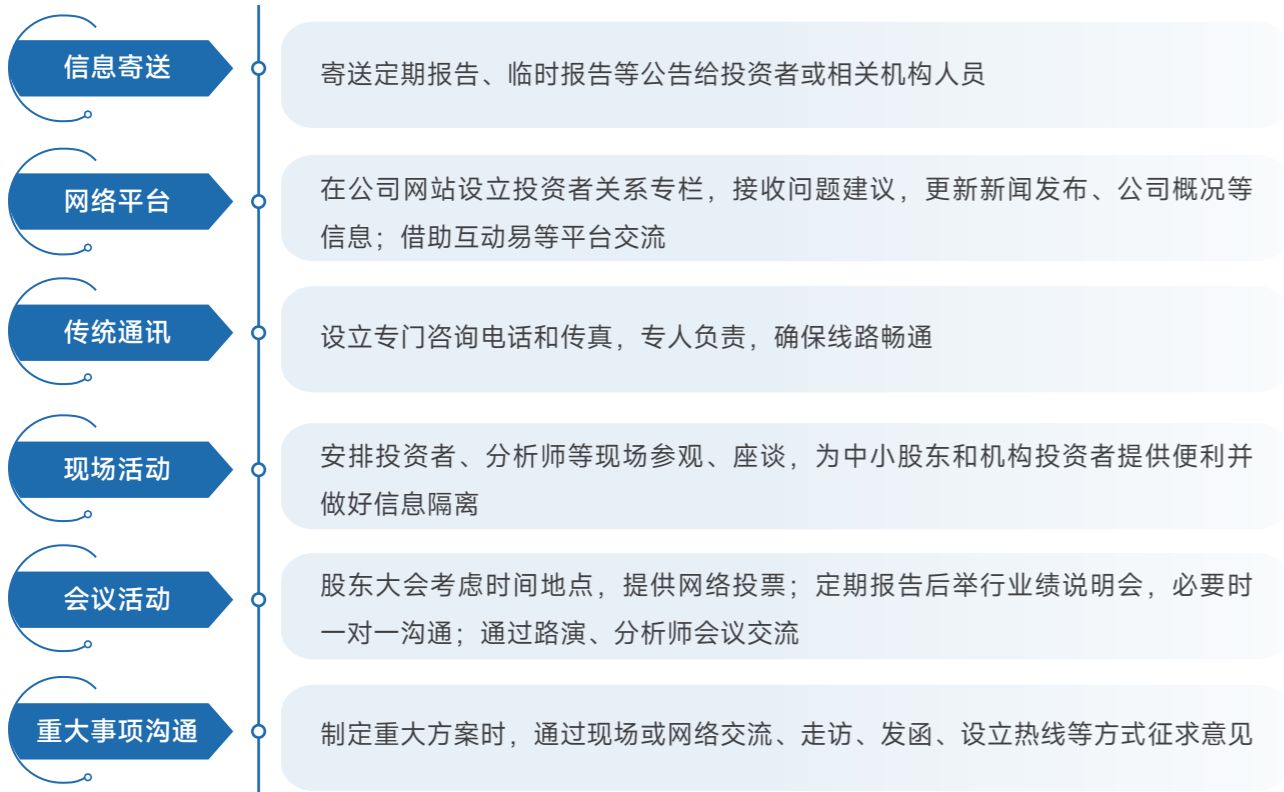 信息寄送
寄送定期报告、临时报告等公告给投资者或相关机构人员
网络平台
在公司网站设立投资者关系专栏，接收问题建议，更新新闻发布、公司概况等
信息；借助互动易等平台交流
传统通讯
设立专门咨询电话和传真，专人负责，确保线路畅通
现场活动
安排投资者、分析师等现场参观、座谈，为中小股东和机构投资者提供便利并
做好信息隔离
会议活动
股东大会考虑时间地点，提供网络投票；定期报告后举行业绩说明会，必要时
一对一沟通；通过路演、分析师会议交流
重大事项沟通
制定重大方案时，通过现场或网络交流、走访、发函、设立热线等方式征求意见